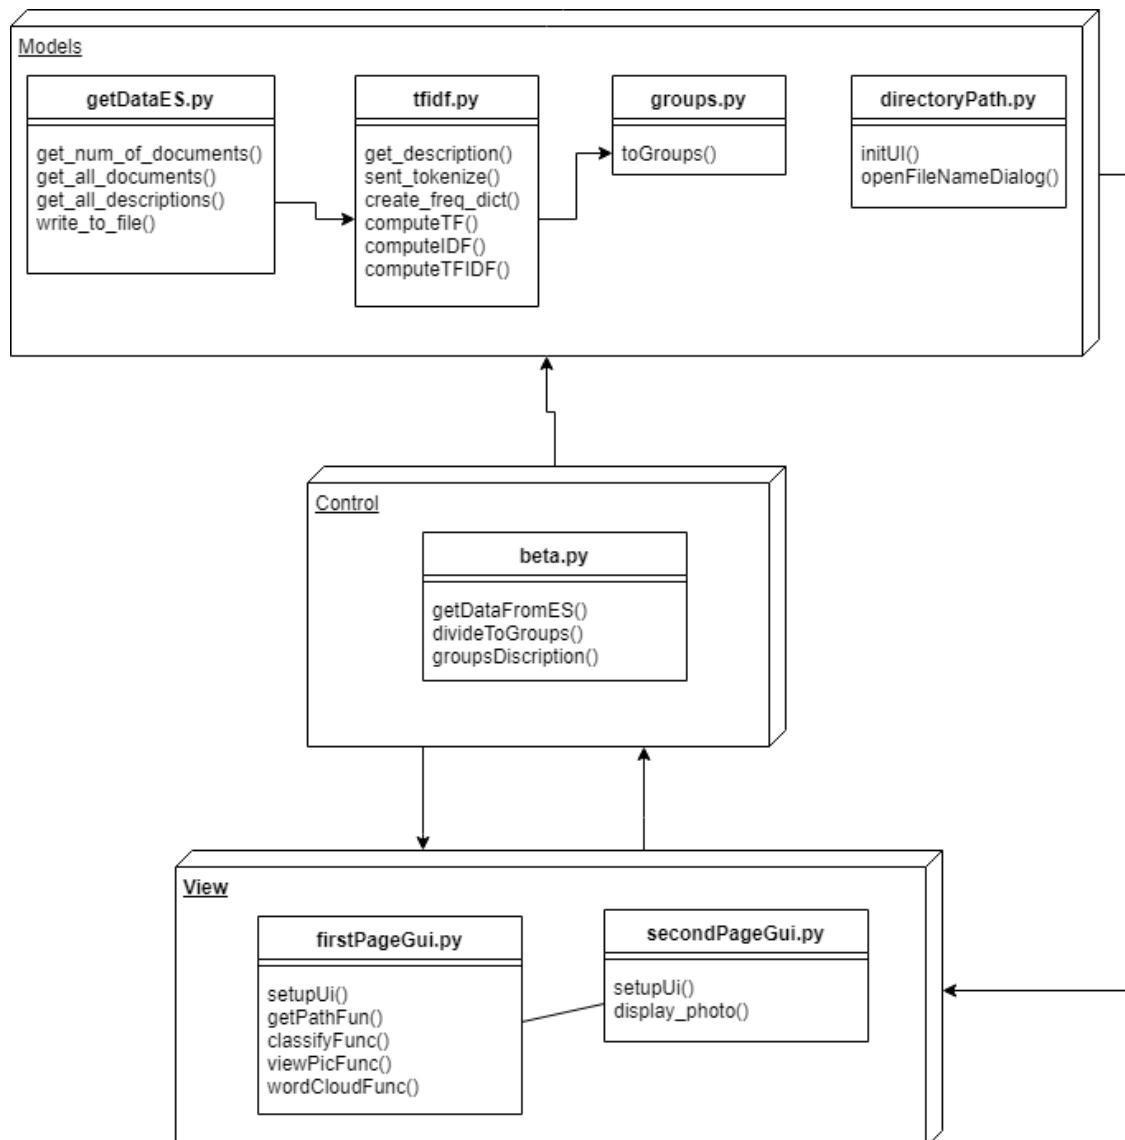 Models
getDataES.py
get_num_of_documents()
get_all_documents()
get_all_descriptions()
write_to_file()
tfidf.py
get_description()
sent_tokenize()
create_freq_dict()
computeTF()
computeIDF()
computeTFIDF()
groups.py
toGroups()
directoryPath.py
initUI()
openFileNameDialog()
Control
beta.py
getDataFromES()
divideToGroups()
groupsDiscription()
View
firstPageGui.py
setupUi()
getPathFun()
classifyFunc()
viewPicFunc()
wordCloudFunc()
secondPageGui.py
setupUi()
display_photo()